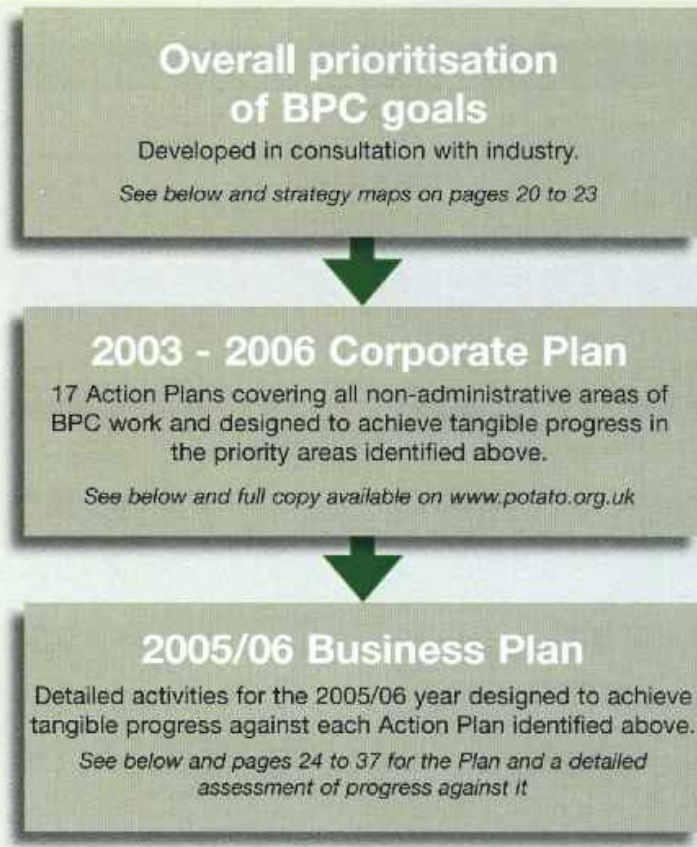 Overall prioritisation
of BPC goals
Developed in consultation with industry.
See below and strategy maps on pages 20 to 23
2003 - 2006 Corporate Plan
17 Action Plans covering all non-administrative areas of
BPC work and designed to achieve tangible progress in
the priority areas identified above.
See below and full copy available on www.potato.org.uk
2005/06 Business Plan
Detailed activities for the 2005/06 year designed to achieve
tangible progress against each Action Plan identified above.
See below and pages 24 to 37 for the Plan and a detailed
assessment of progress against it